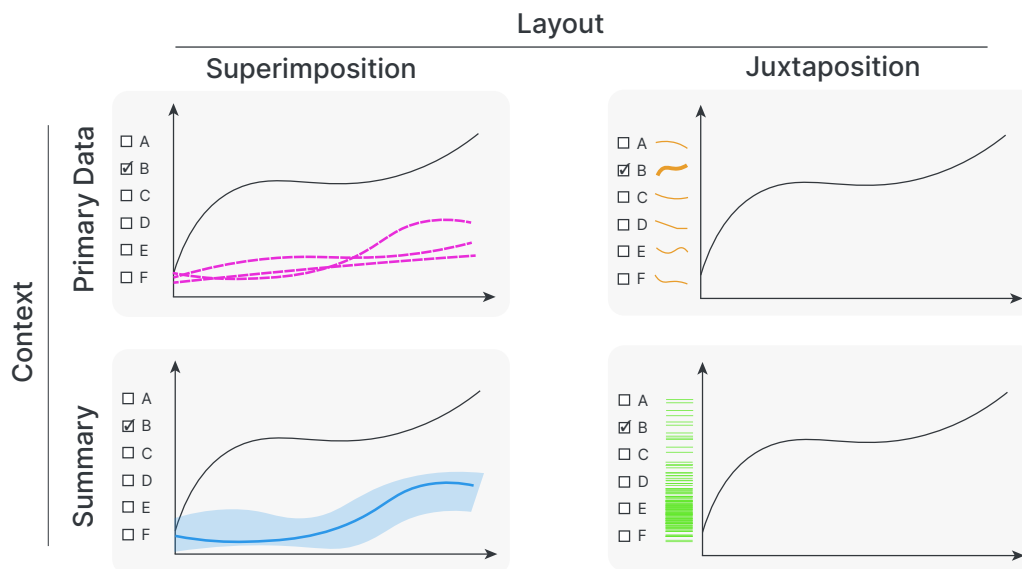 Layout
Superimposition
Juxtaposition
Context
Primary Data
A
B
C
D
E
F
A
B
C
D
E
F
Summary
A
B
C
D
E
F
A
B
C
D
E
F